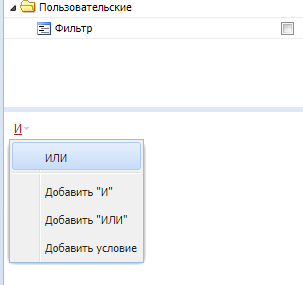 Пользовательские
Фильтр
И
ИЛИ
Добавить "И"
Добавить "ИЛИ"
Добавить условие